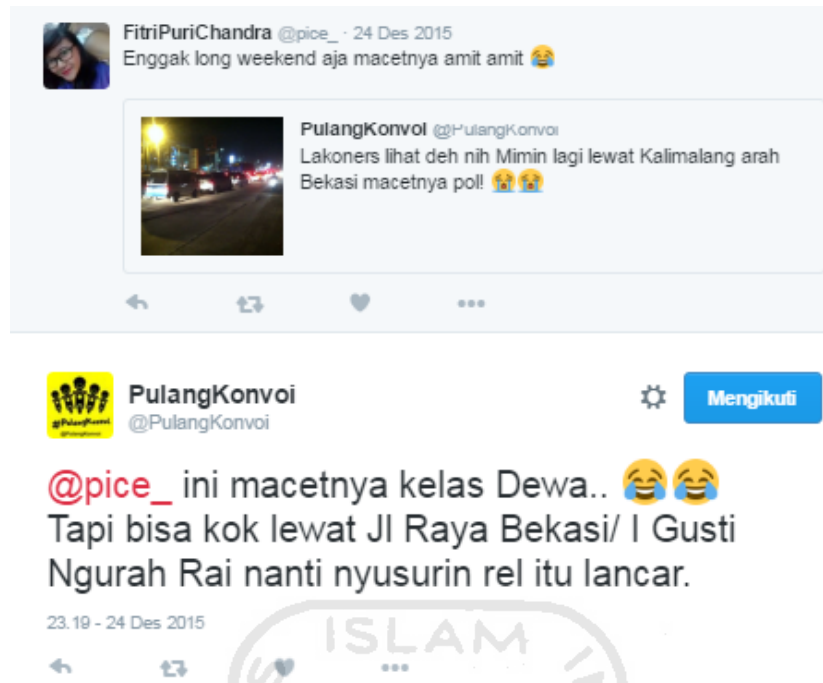 FitriPuriChandra @pice_ · 24 Des 2015
Enggak long weekend aja macetnya amit amit 😂
PulangKonvoi @PulangKonvoi
Lakoners lihat deh nih Mimin lagi lewat Kalimalang arah
Bekasi macetnya pol! 😭😭
#PulangKonvoi
@PulangKonvoi
PulangKonvoi
@PulangKonvoi
Mengikuti
@pice_ ini macetnya kelas Dewa.. 😂😂
Tapi bisa kok lewat Jl Raya Bekasi/ I Gusti
Ngurah Rai nanti nyusurin rel itu lancar.
23.19 - 24 Des 2015
ISLAM